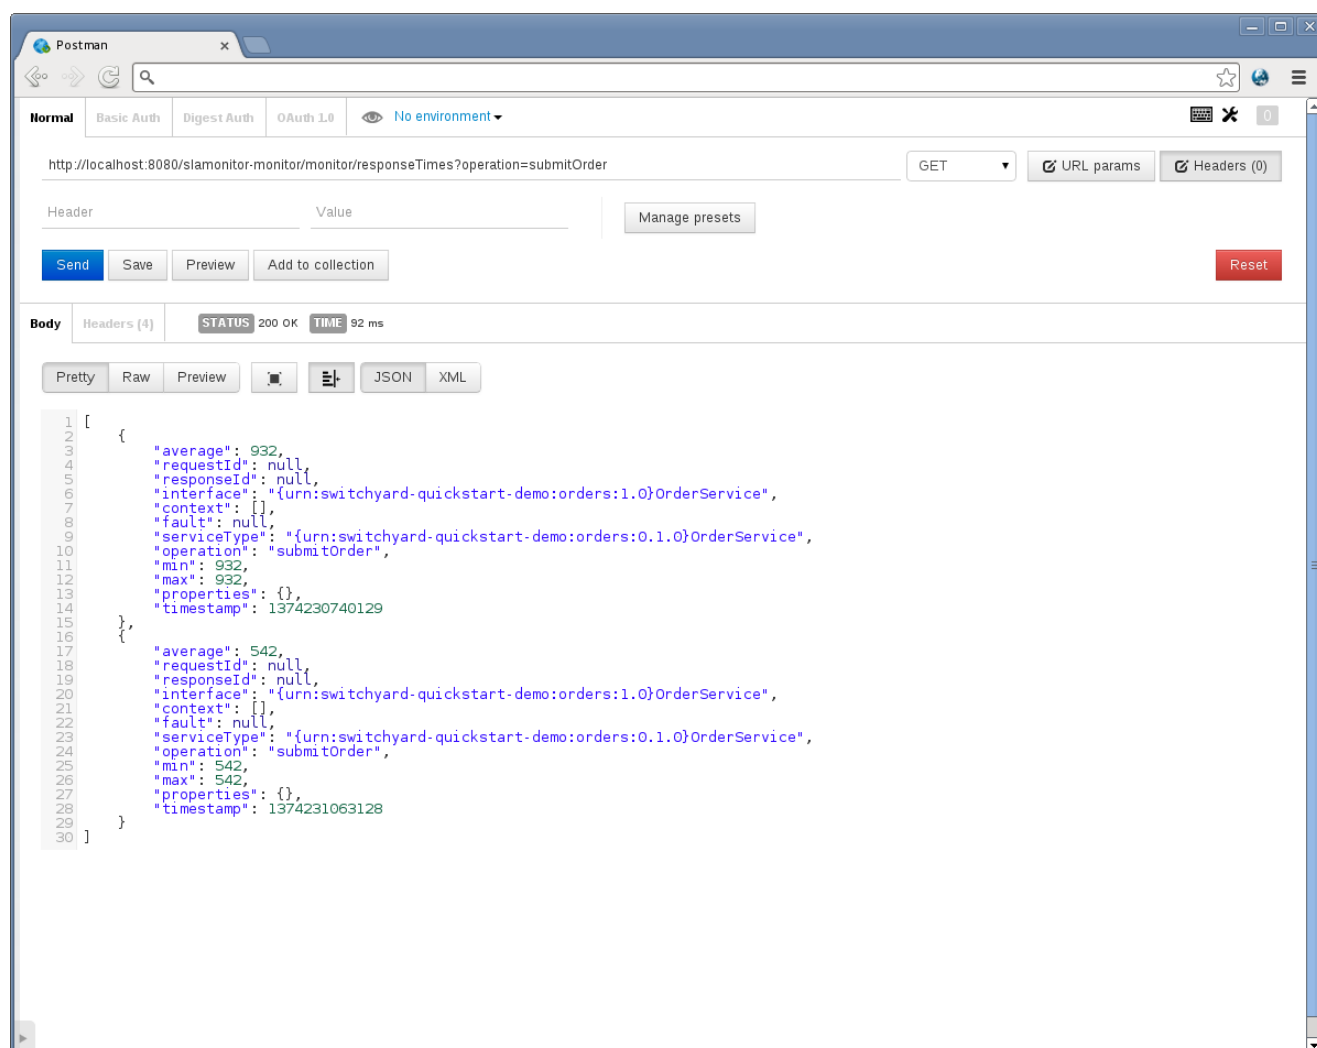 Postman
Normal Basic Auth Digest Auth OAuth 1.0 No environment 0
http://localhost:8080/slamonitor-monitor/monitor/responseTimes?operation=submitOrder GET URL params Headers (0)
Header Value Manage presets
Send Save Preview Add to collection Reset
Body Headers (4) STATUS 200 OK TIME 92 ms
Pretty Raw Preview JSON XML
1 [
2 {
3 "average": 932,
4 "requestId": null,
5 "responseId": null,
6 "interface": "{urn:switchyard-quickstart-demo:orders:1.0}OrderService",
7 "context": [],
8 "fault": null,
9 "serviceType": "{urn:switchyard-quickstart-demo:orders:0.1.0}OrderService",
10 "operation": "submitOrder",
11 "min": 932,
12 "max": 932,
13 "properties": {},
14 "timestamp": 1374230740129
15 },
16 {
17 "average": 542,
18 "requestId": null,
19 "responseId": null,
20 "interface": "{urn:switchyard-quickstart-demo:orders:1.0}OrderService",
21 "context": [],
22 "fault": null,
23 "serviceType": "{urn:switchyard-quickstart-demo:orders:0.1.0}OrderService",
24 "operation": "submitOrder",
25 "min": 542,
26 "max": 542,
27 "properties": {},
28 "timestamp": 1374231063128
29 }
30 ]